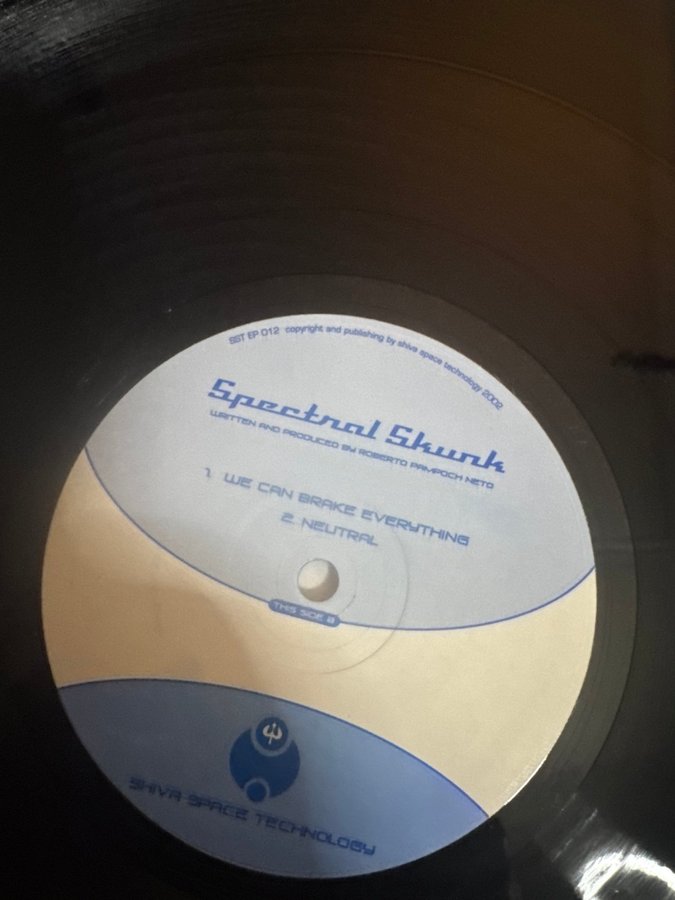 SST EP 012 copyright and publishing by shiva space technology 2002
Spectral Skunk
WRITTEN AND PRODUCED BY ROBERTO PAMPOCH NETO
1. WE CAN BRAKE EVERYTHING
2. NEUTRAL
THIS SIDE B
SHIVA SPACE TECHNOLOGY